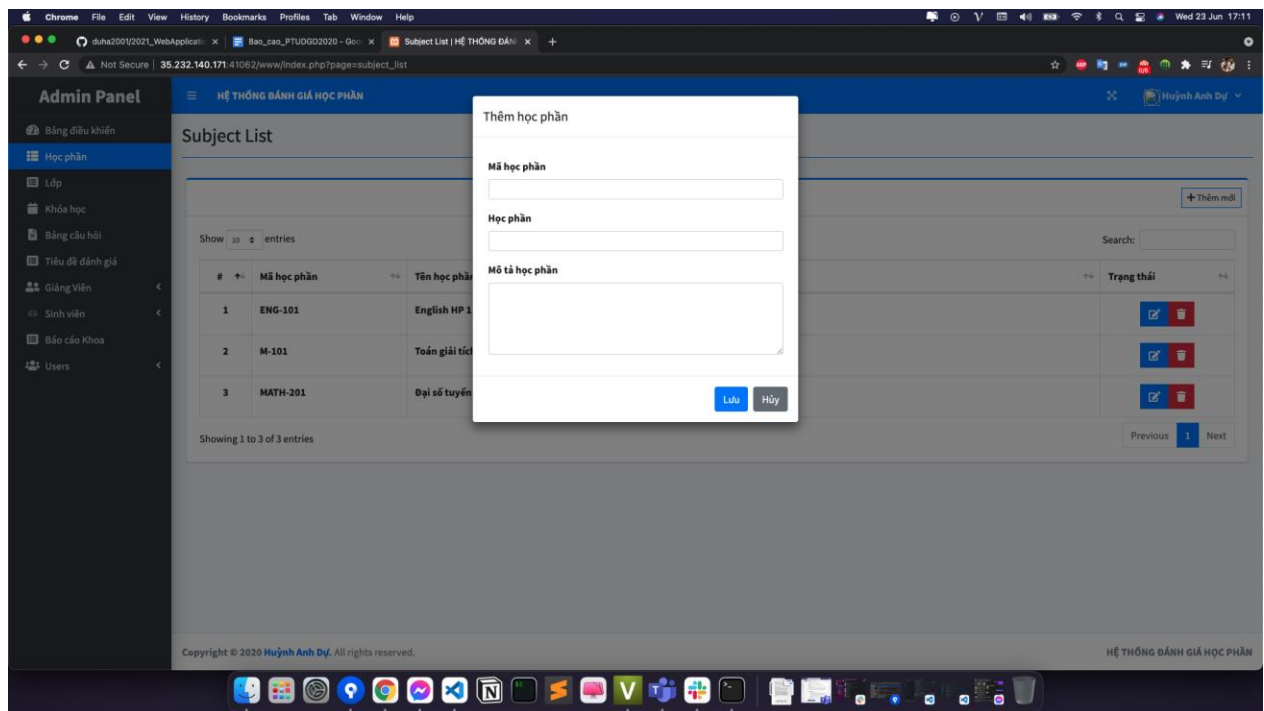 Chrome File Edit View History Bookmarks Profiles Tab Window Help
Wed 23 Jun 17:11
duha2001/2021_WebApplicatio
Bao_cao_PTUDGO2020 - Goo
Subject List | HỆ THỐNG ĐÁN
Not Secure | 35.232.140.171:41062/www/index.php?page=subject_list
Admin Panel
HỆ THỐNG ĐÁNH GIÁ HỌC PHẦN
Huỳnh Anh Dự
Bảng điều khiển
Học phần
Lớp
Khóa học
Bảng câu hỏi
Tiêu đề đánh giá
Giảng Viên
Sinh viên
Báo cáo Khoa
Users
Subject List
+ Thêm mới
Show 10 entries
Search:
# Mã học phần Tên học phần Trạng thái
1 ENG-101 English HP 1
2 M-101 Toán giải tích
3 MATH-201 Đại số tuyến
Showing 1 to 3 of 3 entries
Previous 1 Next
Thêm học phần
Mã học phần
Học phần
Mô tả học phần
Lưu Hủy
Copyright © 2020 Huỳnh Anh Dự. All rights reserved.
HỆ THỐNG ĐÁNH GIÁ HỌC PHẦN